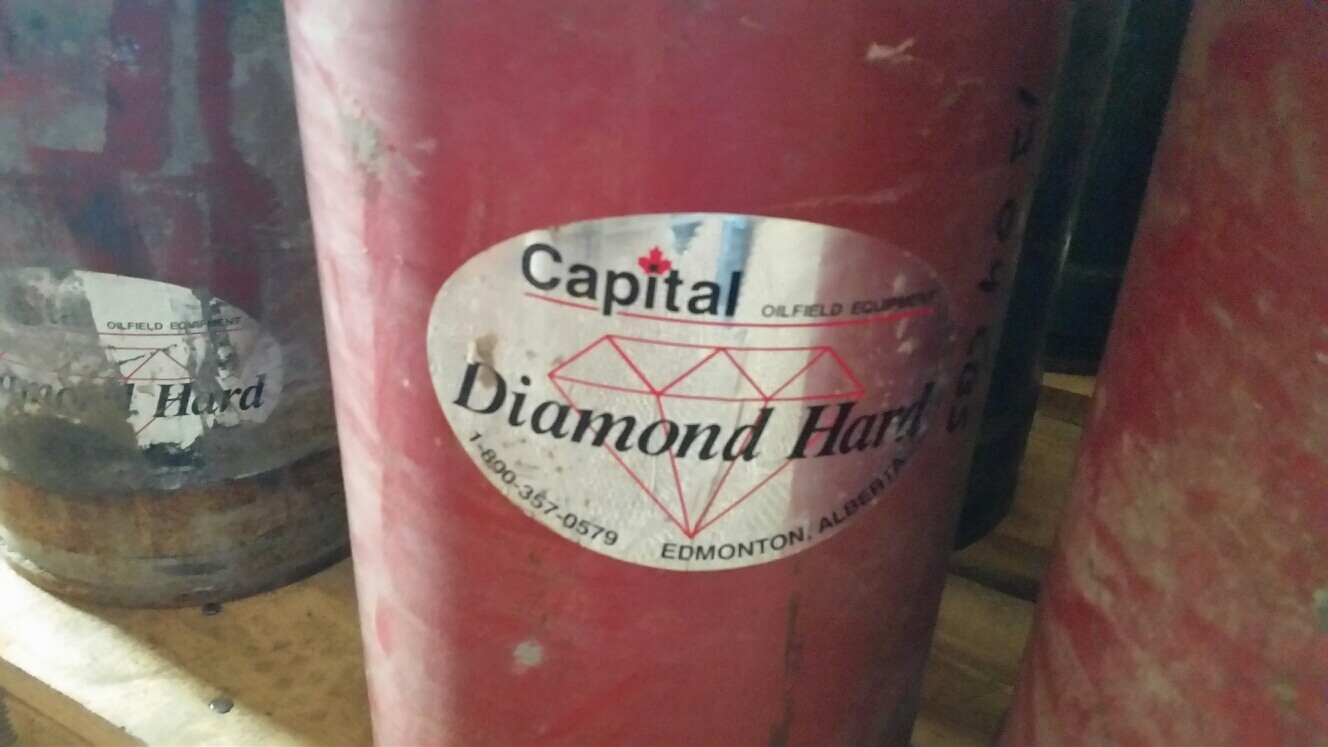 Capital
OILFIELD EQUIPMENT
Diamond Hard
1-800-357-0579
EDMONTON, ALBERTA
OILFIELD EQUIPMENT
Hard